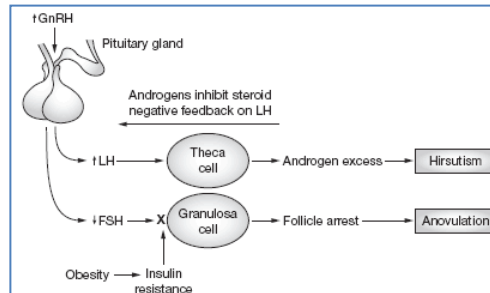 ↑GnRH
Pituitary gland
Androgens inhibit steroid
negative feedback on LH
↑LH
Theca
cell
Androgen excess
Hirsutism
↓FSH
X
Granulosa
cell
Follicle arrest
Anovulation
Obesity
Insulin
resistance